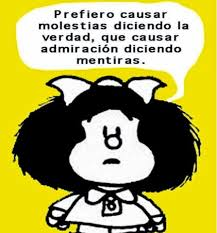 Prefiero causar
molestias diciendo la
verdad, que causar
admiración diciendo
mentiras.